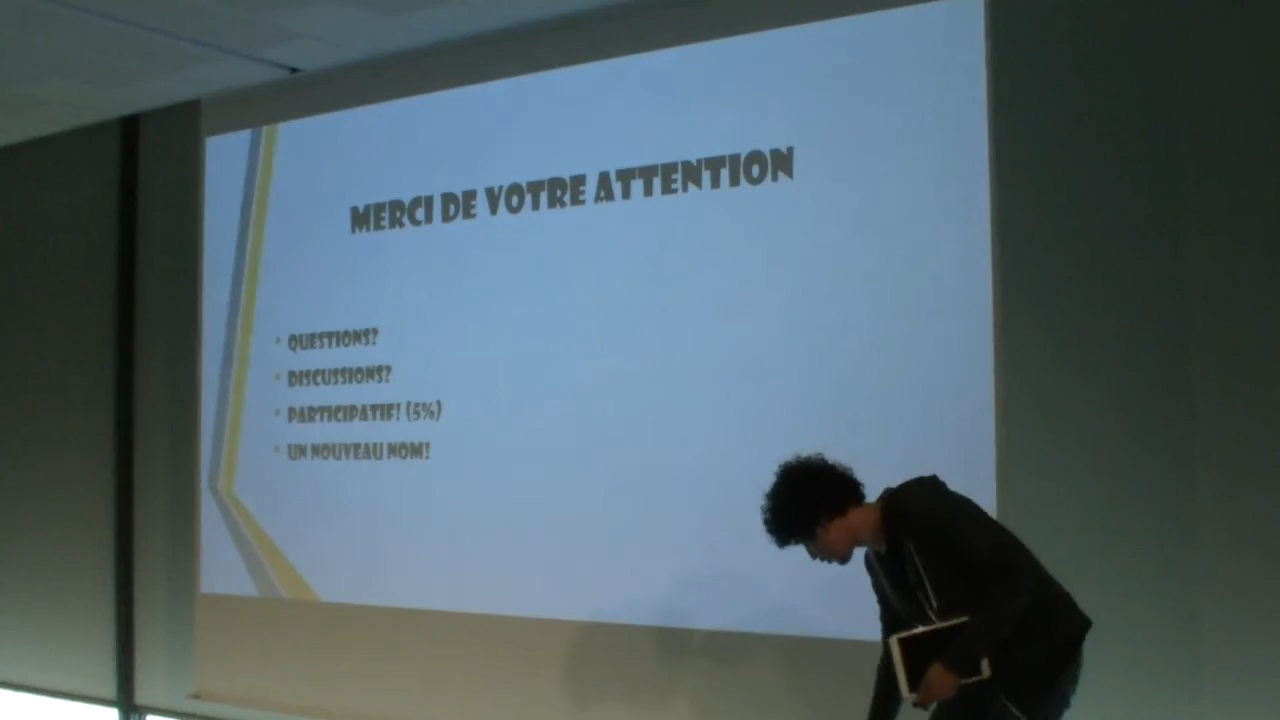 MERCI DE VOTRE ATTENTION
• QUESTIONS?
• DISCUSSIONS?
• PARTICIPATIF! (5%)
• UN NOUVEAU NOM!